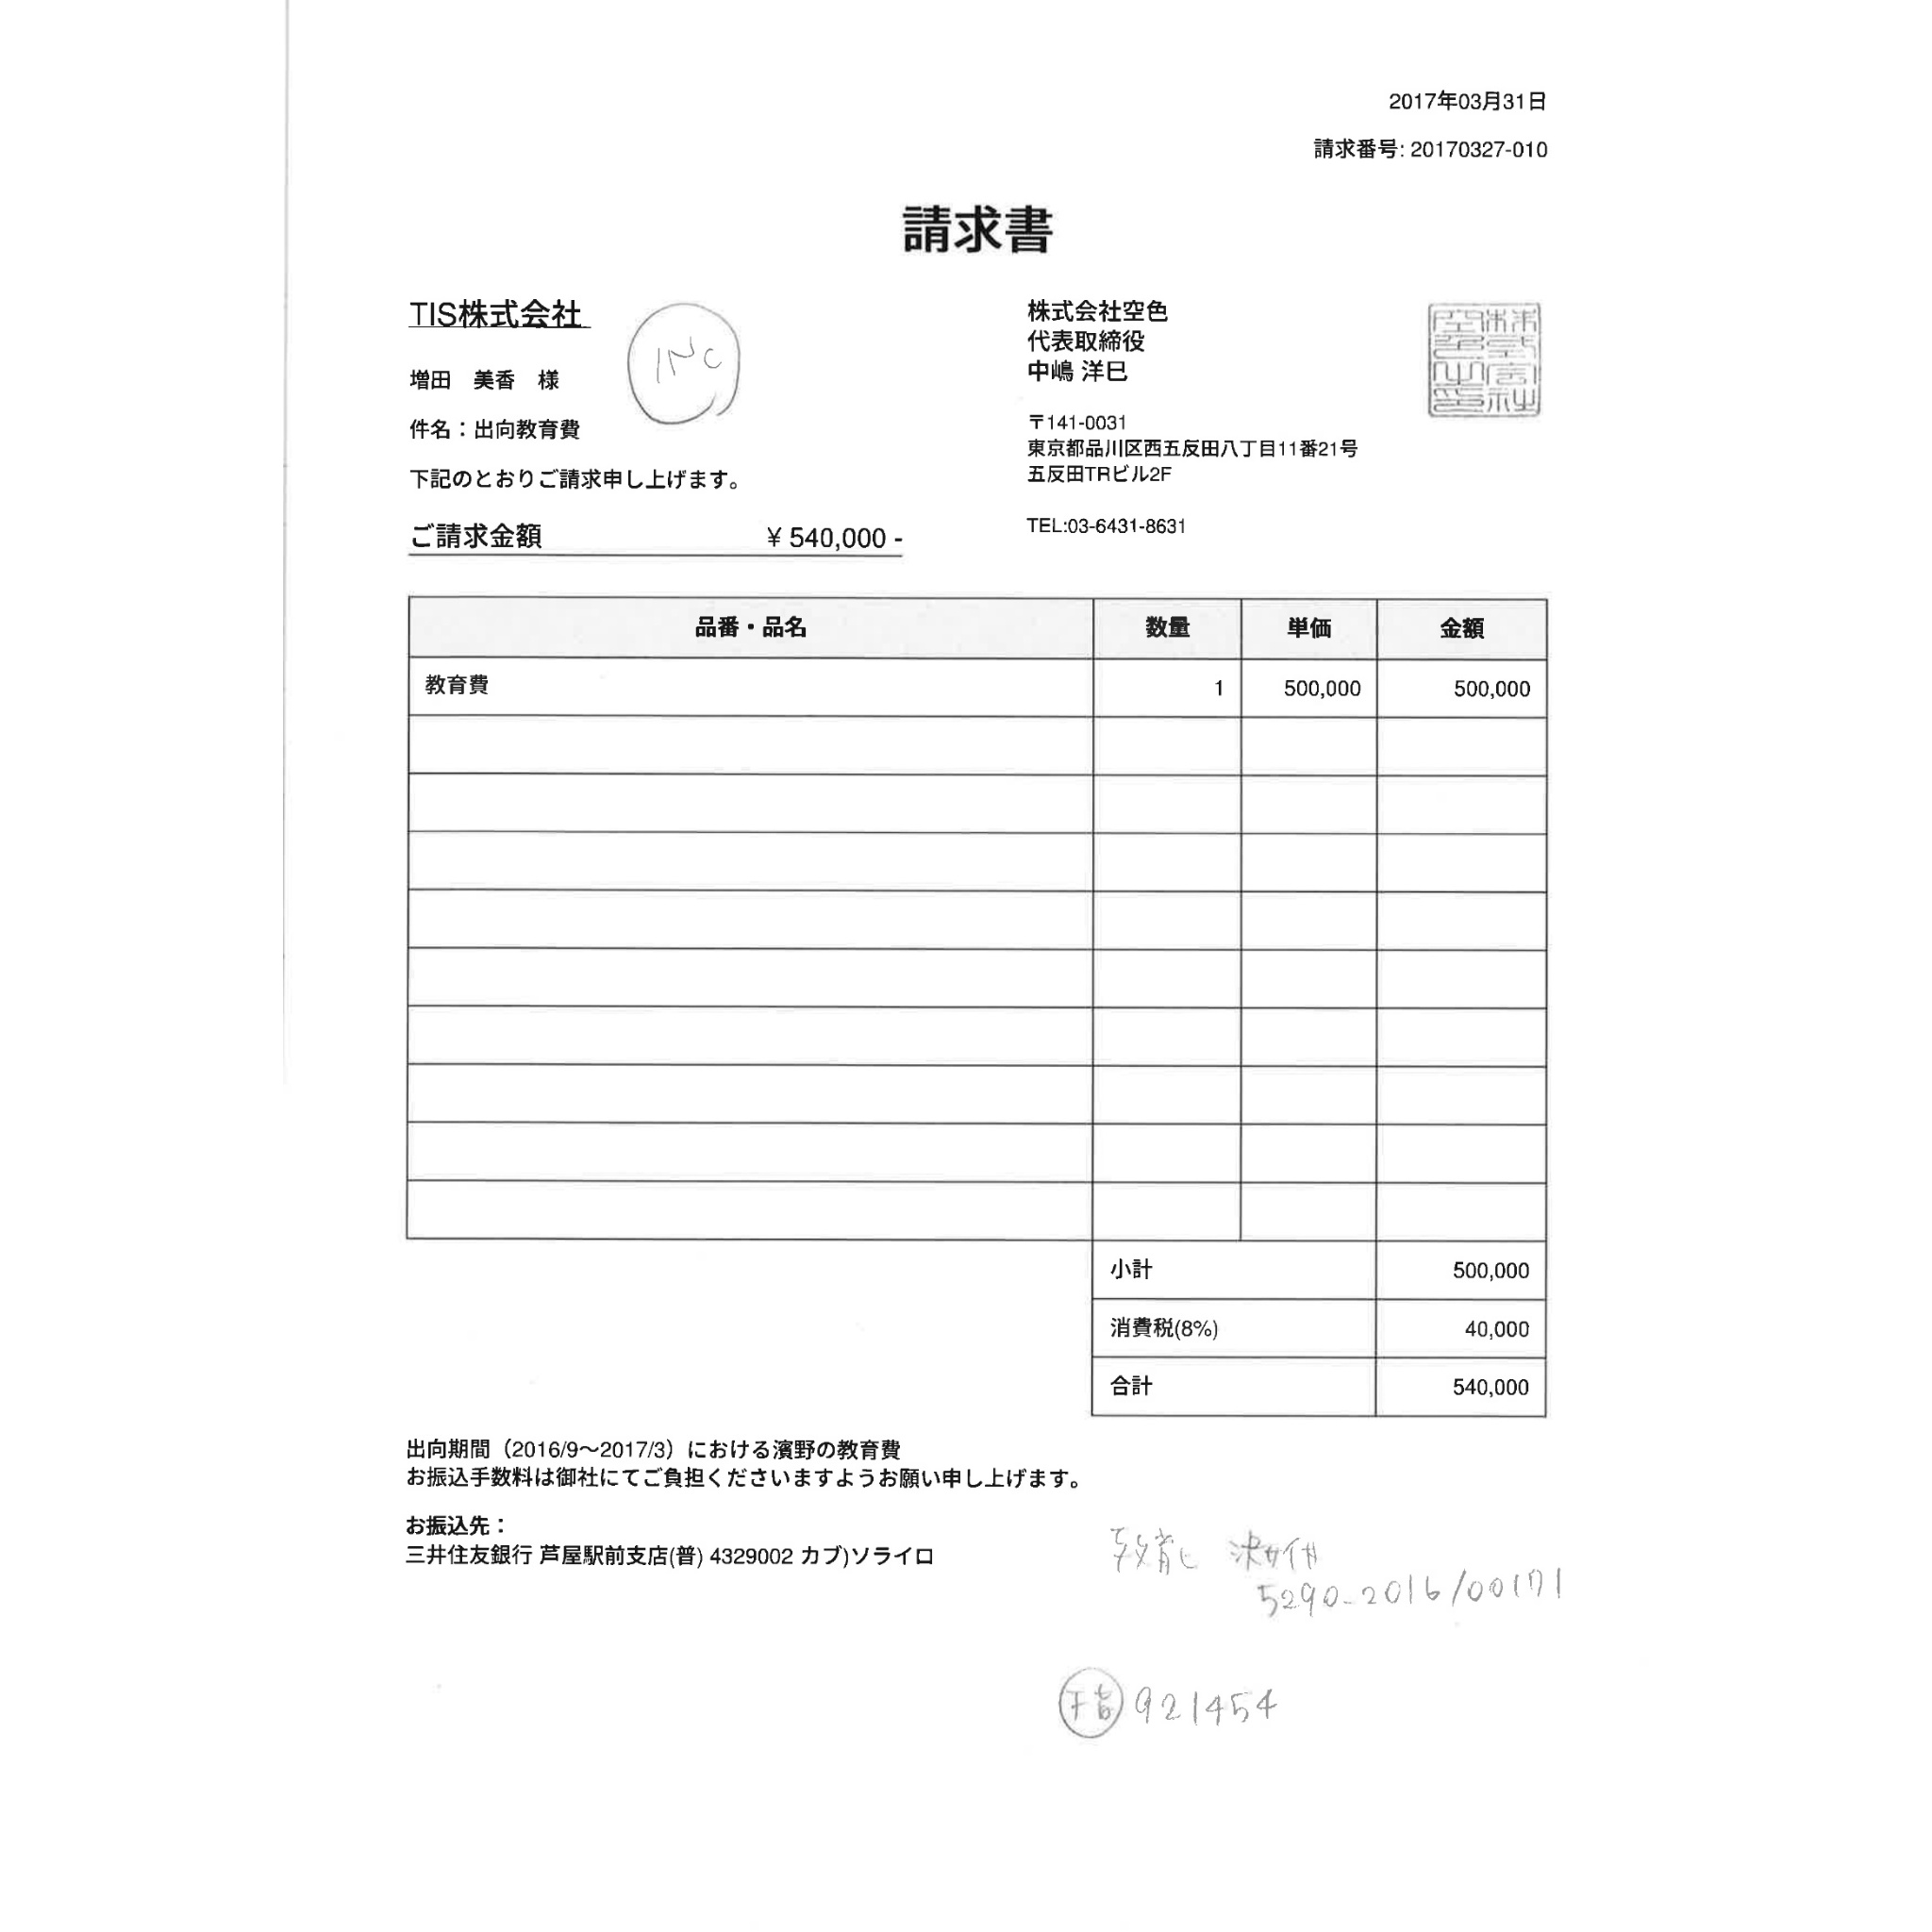 2017年03月31日
請求番号: 20170327-010
請求書
TIS株式会社
INC
増田　美香　様
件名：出向教育費
下記のとおりご請求申し上げます。
ご請求金額 ¥ 540,000 -
株式会社空色
代表取締役
中嶋 洋巳
〒141-0031
東京都品川区西五反田八丁目11番21号
五反田TRビル2F
TEL:03-6431-8631
株式会社空色之印
品番・品名 数量 単価 金額
教育費 1 500,000 500,000
小計 500,000
消費税(8%) 40,000
合計 540,000
出向期間（2016/9〜2017/3）における濱野の教育費
お振込手数料は御社にてご負担くださいますようお願い申し上げます。
お振込先：
三井住友銀行 芦屋駅前支店(普) 4329002 カブ)ソライロ
921454